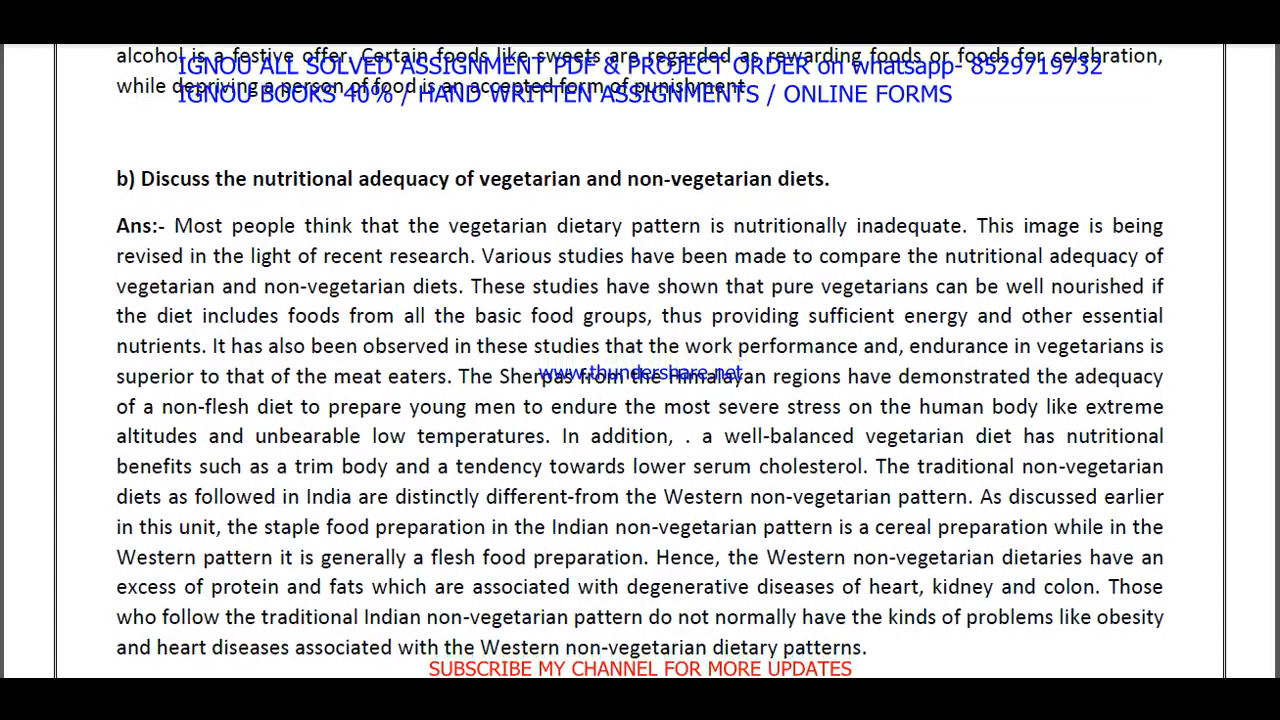 alcohol is a festive offer. Certain foods like sweets are regarded as rewarding foods or foods for celebration,
IGNOU ALL SOLVED ASSIGNMENT PDF & PROJECT ORDER on whatsapp- 8529719732
while depriving a person of food is an accepted form of punishment.
IGNOU BOOKS 40% / HAND WRITTEN ASSIGNMENTS / ONLINE FORMS
b) Discuss the nutritional adequacy of vegetarian and non-vegetarian diets.
Ans:- Most people think that the vegetarian dietary pattern is nutritionally inadequate. This image is being
revised in the light of recent research. Various studies have been made to compare the nutritional adequacy of
vegetarian and non-vegetarian diets. These studies have shown that pure vegetarians can be well nourished if
the diet includes foods from all the basic food groups, thus providing sufficient energy and other essential
nutrients. It has also been observed in these studies that the work performance and, endurance in vegetarians is
superior to that of the meat eaters. The Sherpas from the Himalayan regions have demonstrated the adequacy
www.thundershare.net
of a non-flesh diet to prepare young men to endure the most severe stress on the human body like extreme
altitudes and unbearable low temperatures. In addition, . a well-balanced vegetarian diet has nutritional
benefits such as a trim body and a tendency towards lower serum cholesterol. The traditional non-vegetarian
diets as followed in India are distinctly different-from the Western non-vegetarian pattern. As discussed earlier
in this unit, the staple food preparation in the Indian non-vegetarian pattern is a cereal preparation while in the
Western pattern it is generally a flesh food preparation. Hence, the Western non-vegetarian dietaries have an
excess of protein and fats which are associated with degenerative diseases of heart, kidney and colon. Those
who follow the traditional Indian non-vegetarian pattern do not normally have the kinds of problems like obesity
and heart diseases associated with the Western non-vegetarian dietary patterns.
SUBSCRIBE MY CHANNEL FOR MORE UPDATES